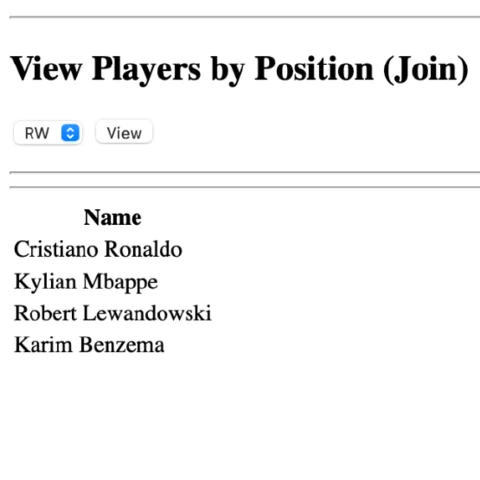 View Players by Position (Join)
RW View
Name
Cristiano Ronaldo
Kylian Mbappe
Robert Lewandowski
Karim Benzema